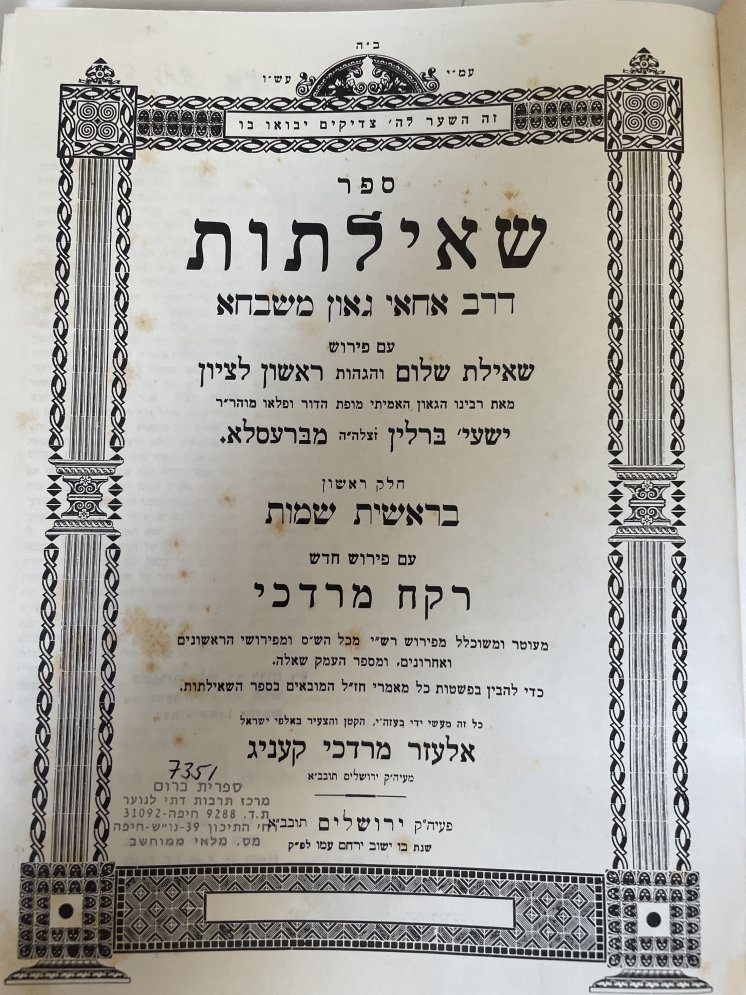 ב"ה
עמ"י עש"ו
זה השער לה' צדיקים יבואו בו
ספר
שאילתות
דרב אחאי גאון משבחא
עם פירוש
שאילת שלום והגהות ראשון לציון
מאת רבינו הגאון האמיתי מופת הדור ופלאו מוהר"ר
ישעי' ברלין זצלה"ה מברעסלא.
חלק ראשון
בראשית שמות
עם פירוש חדש
רקח מרדכי
מעוטר ומשוכלל מפירוש רש"י מכל הש"ס ומפירושי הראשונים
ואחרונים, ומספר העמק שאלה.
כדי להבין בפשטות כל מאמרי חז"ל המובאים בספר השאילתות.
כל זה מעשי ידי בעזה"י, הקטן והצעיר באלפי ישראל
אלעזר מרדכי קעניג
מעיה"ק ירושלים תובב"א
פעיה"ק ירושלים תובב"א
שנת בו ישוב ירחם עמו לפ"ק
7351
ספרית ברום
מרכז תרבות דתי לנוער
ת.ד. 9288 חיפה-31092
רח' התיכון 39-נו"ש-חיפה
מס. מלאי ממוחשב